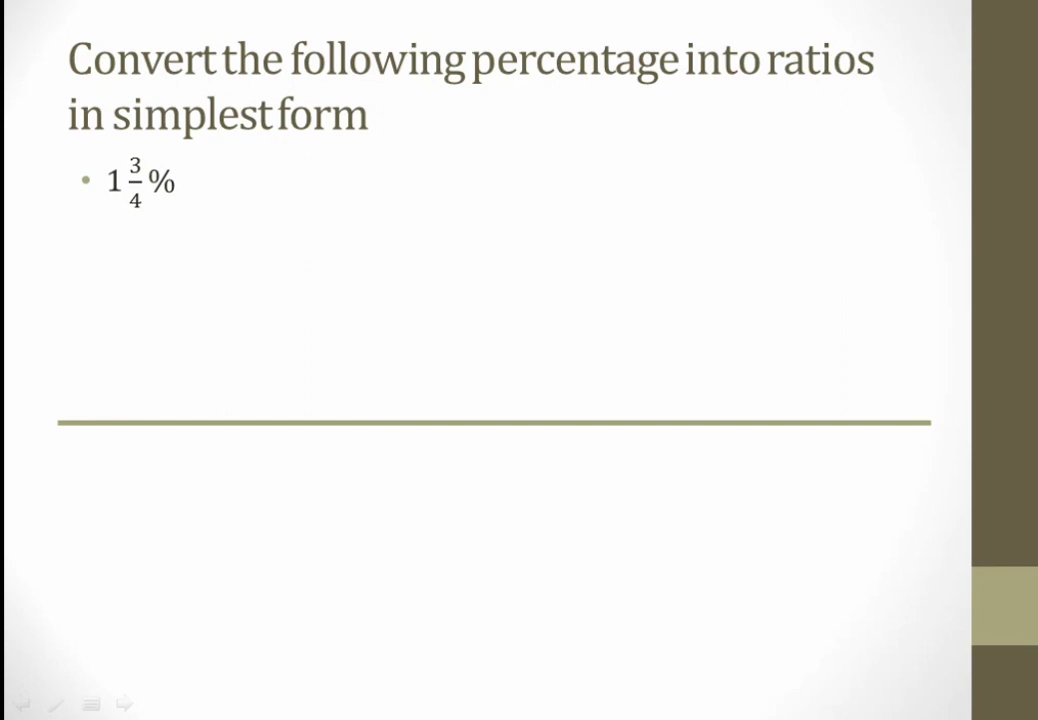 Convert the following percentage into ratios
in simplest form
• 1 3/4 %